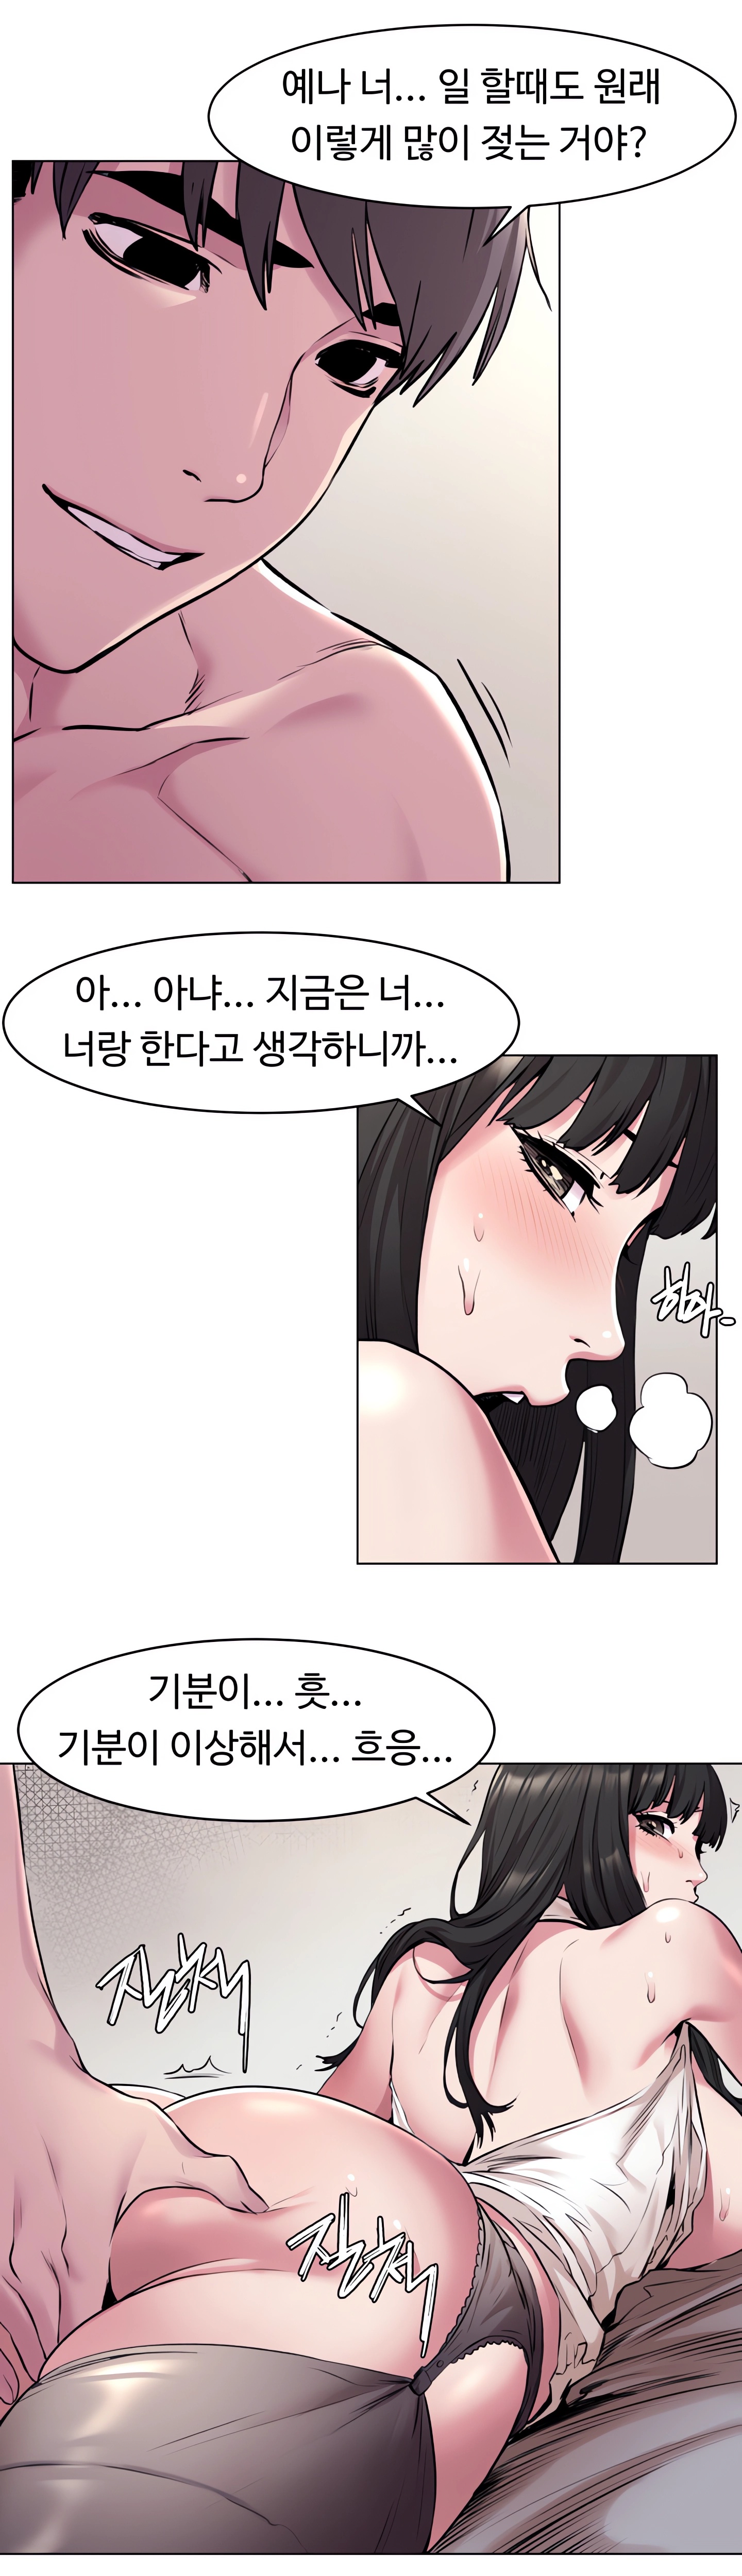 예나 너... 일 할때도 원래
이렇게 많이 젖는 거야?
아... 아냐... 지금은 너...
너랑 한다고 생각하니까...
하아-
기분이... 흣...
기분이 이상해서... 흐응...
질척
질척